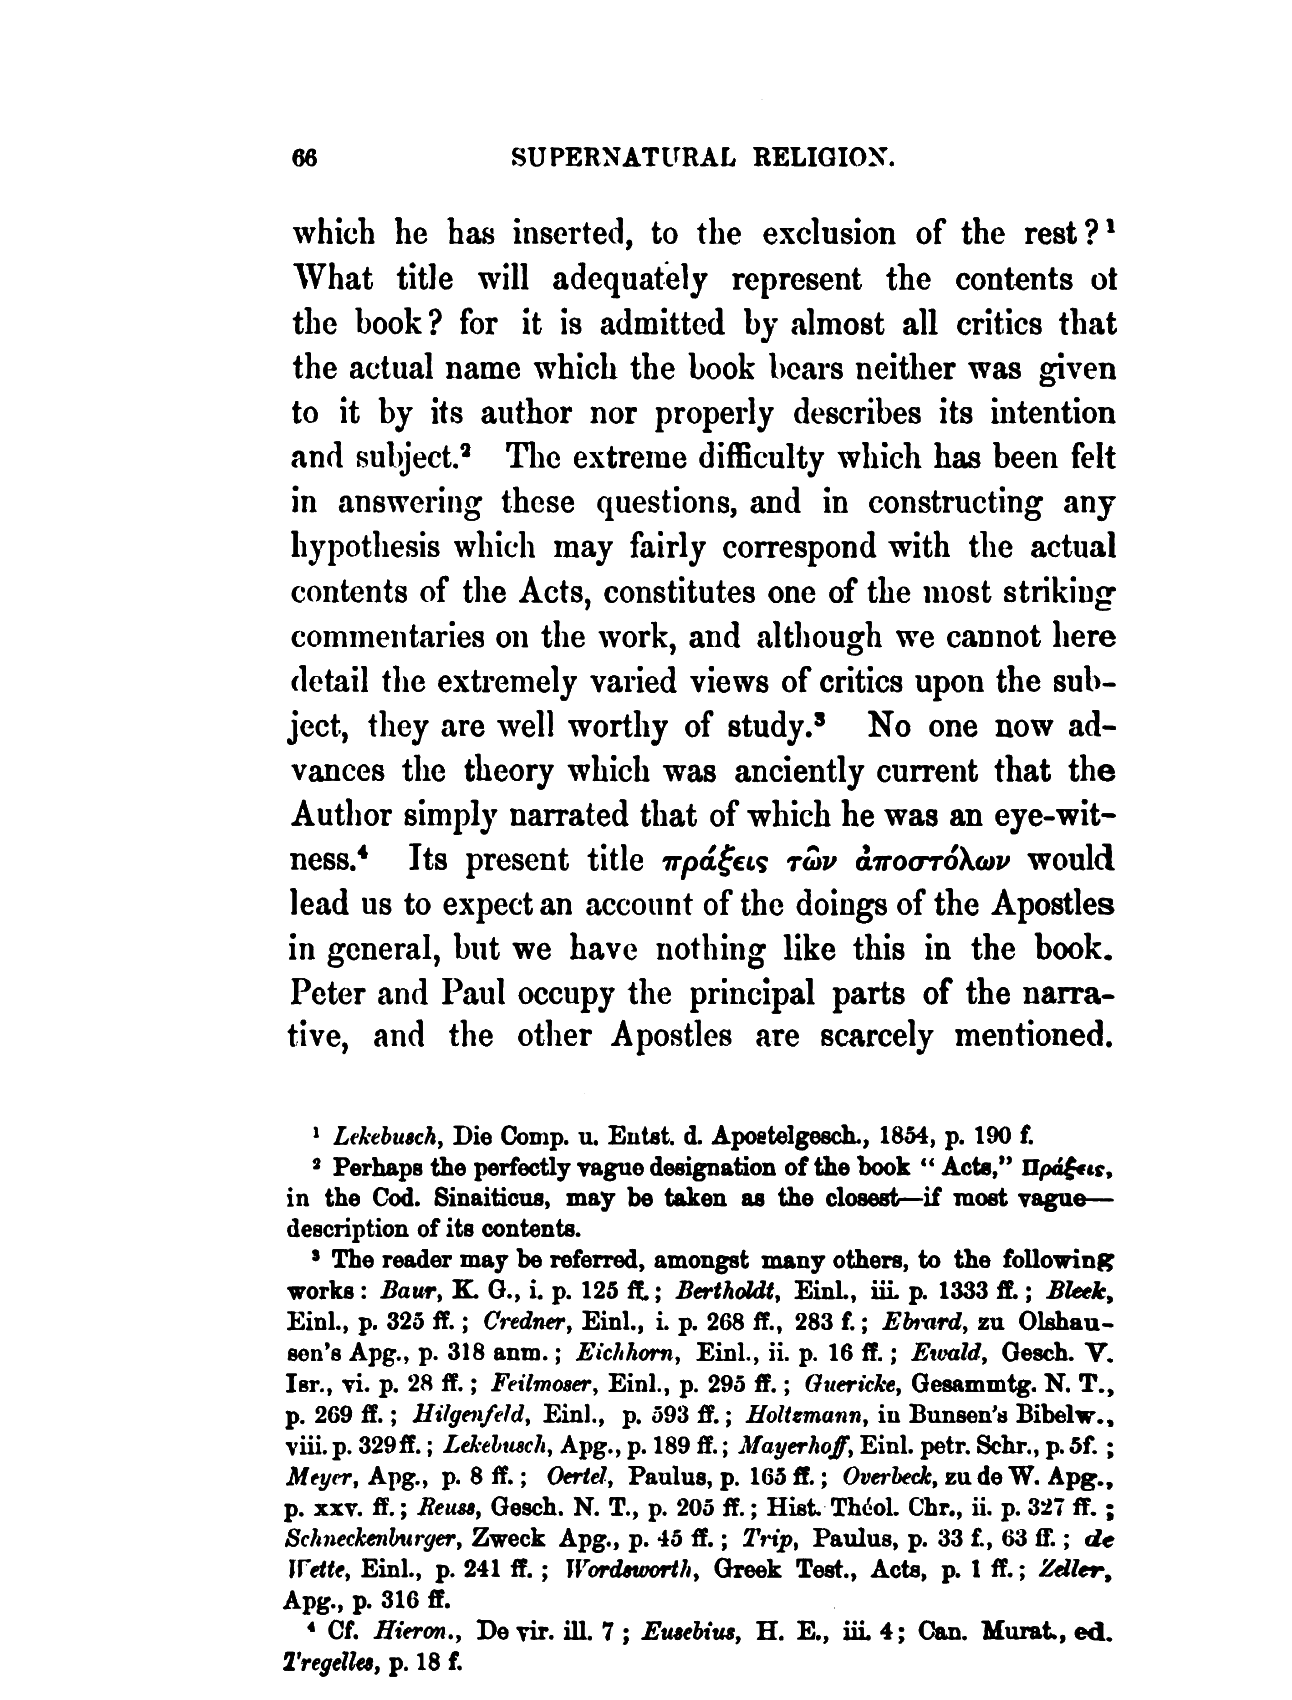 66 SUPERNATURAL RELIGION.
which he has inserted, to the exclusion of the rest?¹
What title will adequately represent the contents of
the book? for it is admitted by almost all critics that
the actual name which the book bears neither was given
to it by its author nor properly describes its intention
and subject.² The extreme difficulty which has been felt
in answering these questions, and in constructing any
hypothesis which may fairly correspond with the actual
contents of the Acts, constitutes one of the most striking
commentaries on the work, and although we cannot here
detail the extremely varied views of critics upon the sub-
ject, they are well worthy of study.³ No one now ad-
vances the theory which was anciently current that the
Author simply narrated that of which he was an eye-wit-
ness.⁴ Its present title πράξεις τῶν ἀποστόλων would
lead us to expect an account of the doings of the Apostles
in general, but we have nothing like this in the book.
Peter and Paul occupy the principal parts of the narra-
tive, and the other Apostles are scarcely mentioned.
¹ Lekebusch, Die Comp. u. Entst. d. Apostelgesch., 1854, p. 190 f.
² Perhaps the perfectly vague designation of the book “ Acts,” Πράξεις,
in the Cod. Sinaiticus, may be taken as the closest—if most vague—
description of its contents.
³ The reader may be referred, amongst many others, to the following
works : Baur, K. G., i. p. 125 ff. ; Bertholdt, Einl., iii. p. 1333 ff. ; Bleek,
Einl., p. 325 ff. ; Credner, Einl., i. p. 268 ff., 283 f. ; Ebrard, zu Olshau-
sen's Apg., p. 318 anm. ; Eichhorn, Einl., ii. p. 16 ff. ; Ewald, Gesch. V.
Isr., vi. p. 28 ff. ; Feilmoser, Einl., p. 295 ff. ; Guericke, Gesammtg. N. T.,
p. 269 ff. ; Hilgenfeld, Einl., p. 593 ff. ; Holtzmann, in Bunsen's Bibelw.,
viii. p. 329 ff. ; Lekebusch, Apg., p. 189 ff. ; Mayerhoff, Einl. petr. Schr., p. 5f. ;
Meyer, Apg., p. 8 ff. ; Oertel, Paulus, p. 165 ff. ; Overbeck, zu de W. Apg.,
p. xxv. ff. ; Reuss, Gesch. N. T., p. 205 ff. ; Hist. Théol. Chr., ii. p. 327 ff. ;
Schneckenburger, Zweck Apg., p. 45 ff. ; Trip, Paulus, p. 33 f., 63 ff. ; de
Wette, Einl., p. 241 ff. ; Wordsworth, Greek Test., Acts, p. 1 ff. ; Zeller,
Apg., p. 316 ff.
⁴ Cf. Hieron., De vir. ill. 7 ; Eusebius, H. E., iii. 4 ; Can. Murat., ed.
Tregelles, p. 18 f.